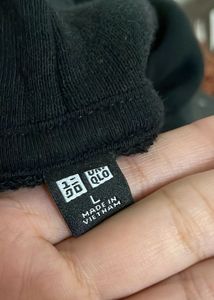 ユニ UNI
クロ QLO
L
MADE IN
VIETNAM